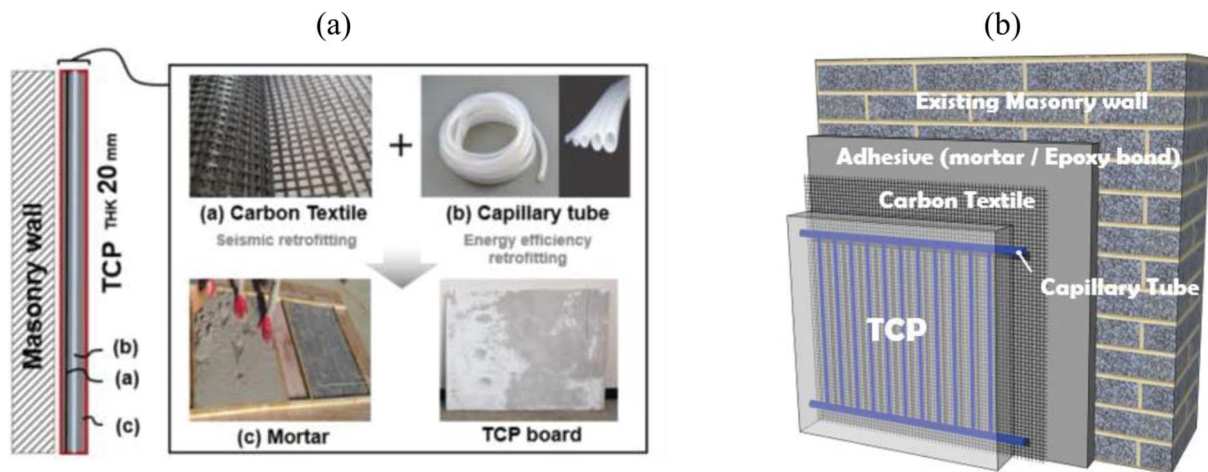 (a)
Masonry wall
TCP THK 20 mm
(b)
(a)
(c)
+
(a) Carbon Textile
(b) Capillary tube
Seismic retrofitting
Energy efficiency
retrofitting
(c) Mortar
TCP board
(b)
Existing Masonry wall
Adhesive (mortar / Epoxy bond)
Carbon Textile
Capillary Tube
TCP